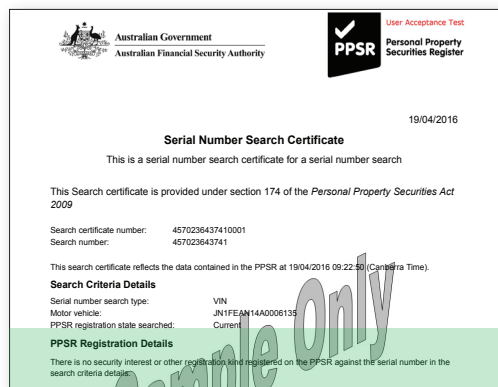 Australian Government
Australian Financial Security Authority
PPSR
User Acceptance Test
Personal Property
Securities Register
19/04/2016
Serial Number Search Certificate
This is a serial number search certificate for a serial number search
This Search certificate is provided under section 174 of the Personal Property Securities Act
2009
Search certificate number: 4570236437410001
Search number: 457023643741
This search certificate reflects the data contained in the PPSR at 19/04/2016 09:22:50 (Canberra Time).
Search Criteria Details
Serial number search type: VIN
Motor vehicle: JN1FEAN14A0006135
PPSR registration state searched: Current
PPSR Registration Details
There is no security interest or other registration kind registered on the PPSR against the serial number in the
search criteria details.
Sample Only